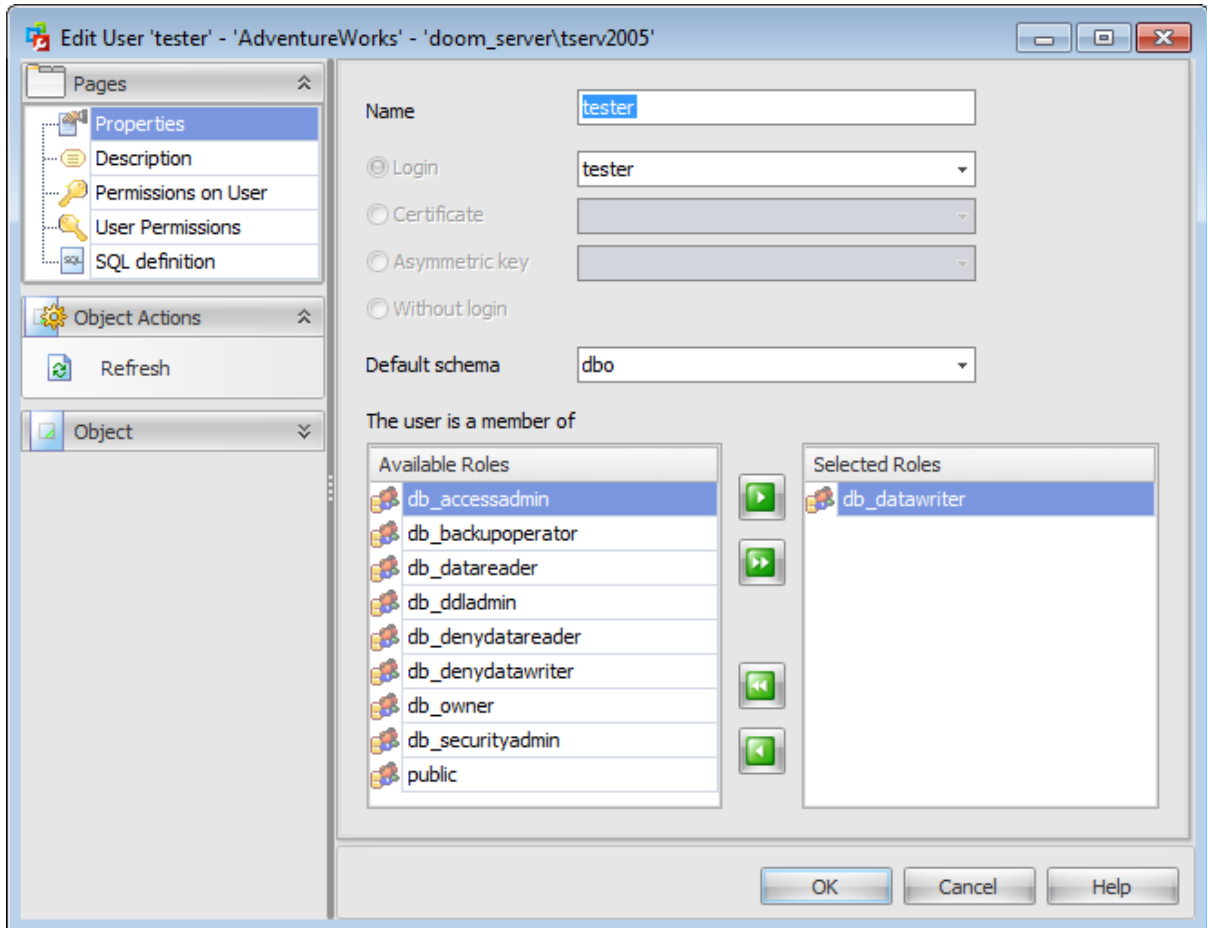 Edit User 'tester' - 'AdventureWorks' - 'doom_server\tserv2005'
Pages
Properties
Description
Permissions on User
User Permissions
SQL definition
Object Actions
Refresh
Object
Name
tester
Login
tester
Certificate
Asymmetric key
Without login
Default schema
dbo
The user is a member of
Available Roles
db_accessadmin
db_backupoperator
db_datareader
db_ddladmin
db_denydatareader
db_denydatawriter
db_owner
db_securityadmin
public
Selected Roles
db_datawriter
OK
Cancel
Help